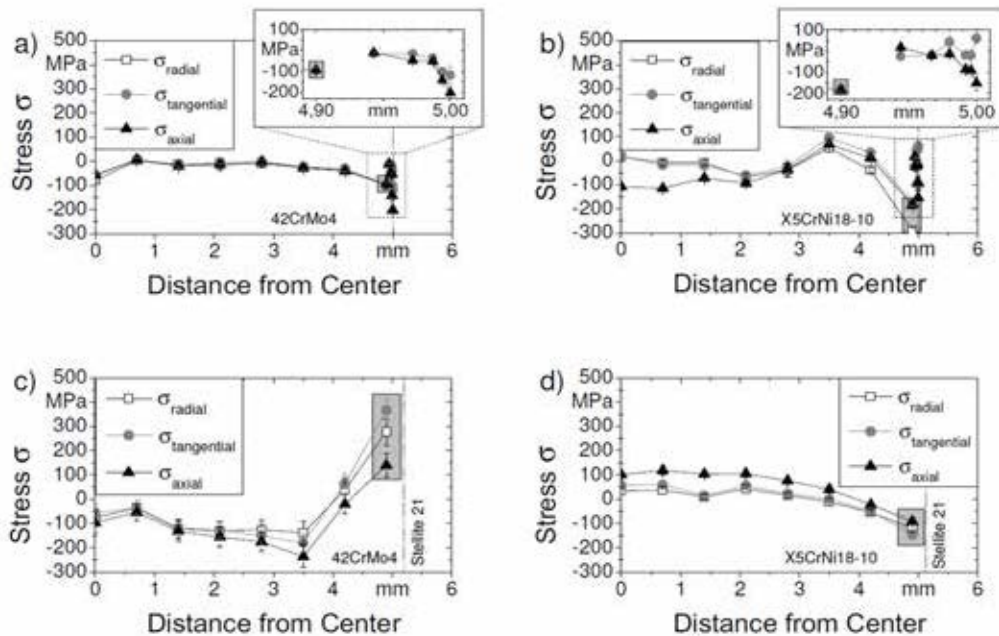 a)
500
MPa
300
200
100
0
-100
-200
-300
Stress σ
σradial
σtangential
σaxial
100
MPa
-100
-200
4.90
mm
5.00
42CrMo4
0
1
2
3
4
mm
6
Distance from Center
b)
500
MPa
300
200
100
0
-100
-200
-300
Stress σ
σradial
σtangential
σaxial
100
MPa
-100
-200
4.90
mm
5.00
X5CrNi18-10
0
1
2
3
4
mm
6
Distance from Center
c)
500
MPa
300
200
100
0
-100
-200
-300
Stress σ
σradial
σtangential
σaxial
42CrMo4
Stellite 21
0
1
2
3
4
mm
6
Distance from Center
d)
500
MPa
300
200
100
0
-100
-200
-300
Stress σ
σradial
σtangential
σaxial
X5CrNi18-10
Stellite 21
0
1
2
3
4
mm
6
Distance from Center